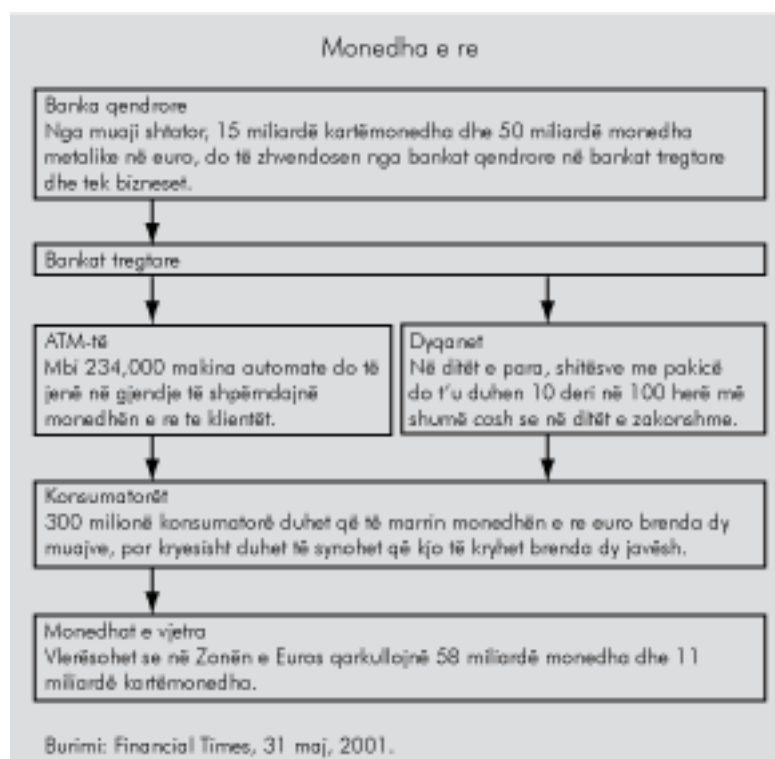 Monedha e re
Banka qendrore
Nga muaji shtator, 15 miliardë kartëmonedha dhe 50 miliardë monedha
metalike në euro, do të zhvendosen nga bankat qendrore në bankat tregtare
dhe tek bizneset.
Bankat tregtare
ATM-të
Mbi 234,000 makina automate do të
jenë në gjendje të shpërndajnë
monedhën e re te klientët.
Dyqanet
Në ditët e para, shitësve me pakicë
do t'u duhen 10 deri në 100 herë më
shumë cash se në ditët e zakonshme.
Konsumatorët
300 milionë konsumatorë duhet që të marrin monedhën e re euro brenda dy
muajve, por kryesisht duhet të synohet që kjo të kryhet brenda dy javësh.
Monedhat e vjetra
Vlerësohet se në Zonën e Euros qarkullojnë 58 miliardë monedha dhe 11
miliardë kartëmonedha.
Burimi: Financial Times, 31 maj, 2001.